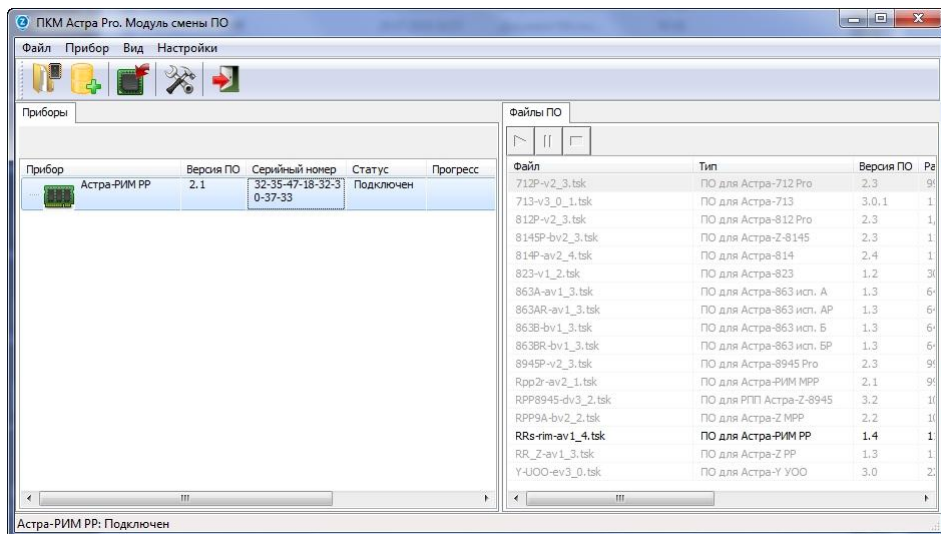 ПКМ Астра Pro. Модуль смены ПО
Файл Прибор Вид Настройки
Приборы
Прибор Версия ПО Серийный номер Статус Прогресс
Астра-РИМ РР 2.1 32-35-47-18-32-3 Подключен
0-37-33
Файлы ПО
Файл Тип Версия ПО Ра
712P-v2_3.tsk ПО для Астра-712 Pro 2.3
713-v3_0_1.tsk ПО для Астра-713 3.0.1
812P-v2_3.tsk ПО для Астра-812 Pro 2.3
8145P-bv2_3.tsk ПО для Астра-Z-8145 2.3
814P-av2_4.tsk ПО для Астра-814 2.4
823-v1_2.tsk ПО для Астра-823 1.2
863A-av1_3.tsk ПО для Астра-863 исп. А 1.3
863AR-av1_3.tsk ПО для Астра-863 исп. АР 1.3
863B-bv1_3.tsk ПО для Астра-863 исп. Б 1.3
863BR-bv1_3.tsk ПО для Астра-863 исп. БР 1.3
8945P-v2_3.tsk ПО для Астра-8945 Pro 2.3
Rpp2r-av2_1.tsk ПО для Астра-РИМ МРР 2.1
RPP8945-dv3_2.tsk ПО для РПП Астра-Z-8945 3.2
RPP9A-bv2_2.tsk ПО для Астра-Z МРР 2.2
RRs-rim-av1_4.tsk ПО для Астра-РИМ РР 1.4
RR_Z-av1_3.tsk ПО для Астра-Z РР 1.3
Y-UOO-ev3_0.tsk ПО для Астра-Y УОО 3.0
Астра-РИМ РР: Подключен